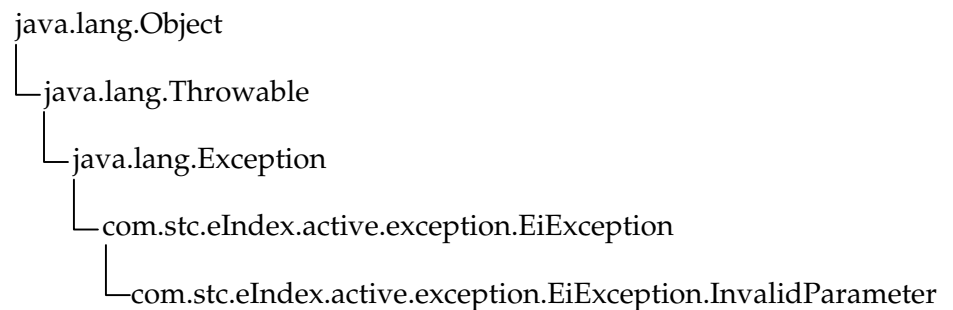 java.lang.Object
java.lang.Throwable
java.lang.Exception
com.stc.eIndex.active.exception.EiException
com.stc.eIndex.active.exception.EiException.InvalidParameter